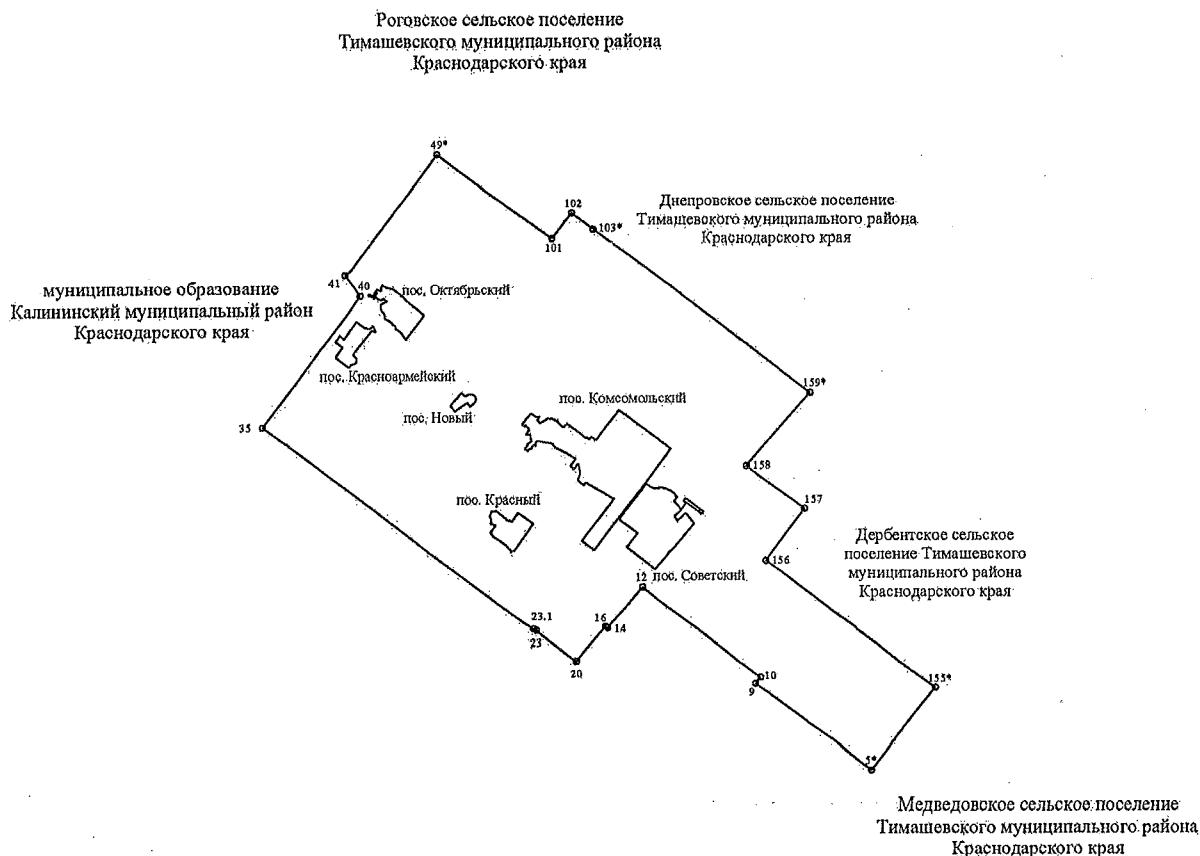 Роговское сельское поселение
Тимашевского муниципального района
Краснодарского края
49*
102
103*
101
Днепровское сельское поселение
Тимашевского муниципального района
Краснодарского края
41
40
пос. Октябрьский
муниципальное образование
Калининский муниципальный район
Краснодарского края
пос. Красноармейский
159*
пос. Новый
пос. Комсомольский
35
158
157
пос. Красный
Дербентское сельское
поселение Тимашевского
муниципального района
Краснодарского края
156
12
пос. Советский
23.1
23
16
14
20
10
9
155*
5*
Медведовское сельское поселение
Тимашевского муниципального района
Краснодарского края